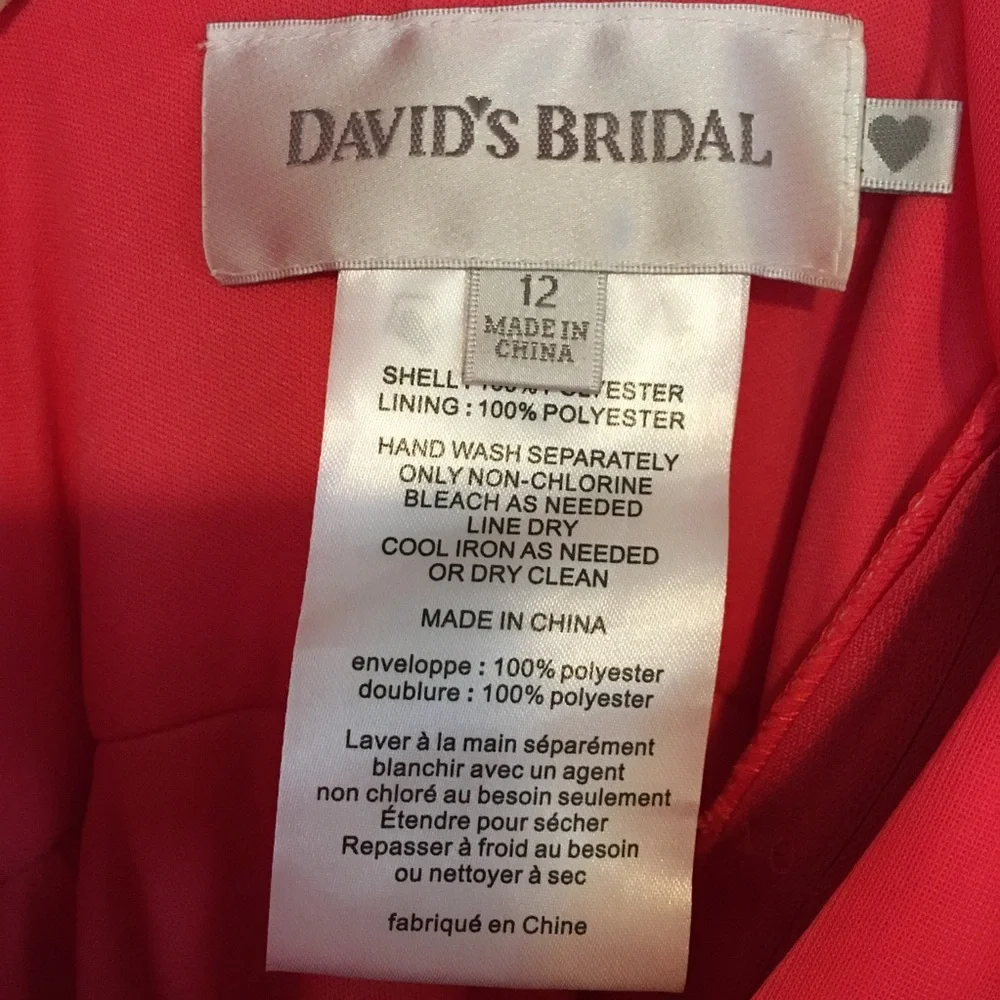 DAVID'S BRIDAL
12
MADE IN
CHINA
SHELL: 100% POLYESTER
LINING : 100% POLYESTER
HAND WASH SEPARATELY
ONLY NON-CHLORINE
BLEACH AS NEEDED
LINE DRY
COOL IRON AS NEEDED
OR DRY CLEAN
MADE IN CHINA
enveloppe : 100% polyester
doublure : 100% polyester
Laver à la main séparément
blanchir avec un agent
non chloré au besoin seulement
Étendre pour sécher
Repasser à froid au besoin
ou nettoyer à sec
fabriqué en Chine